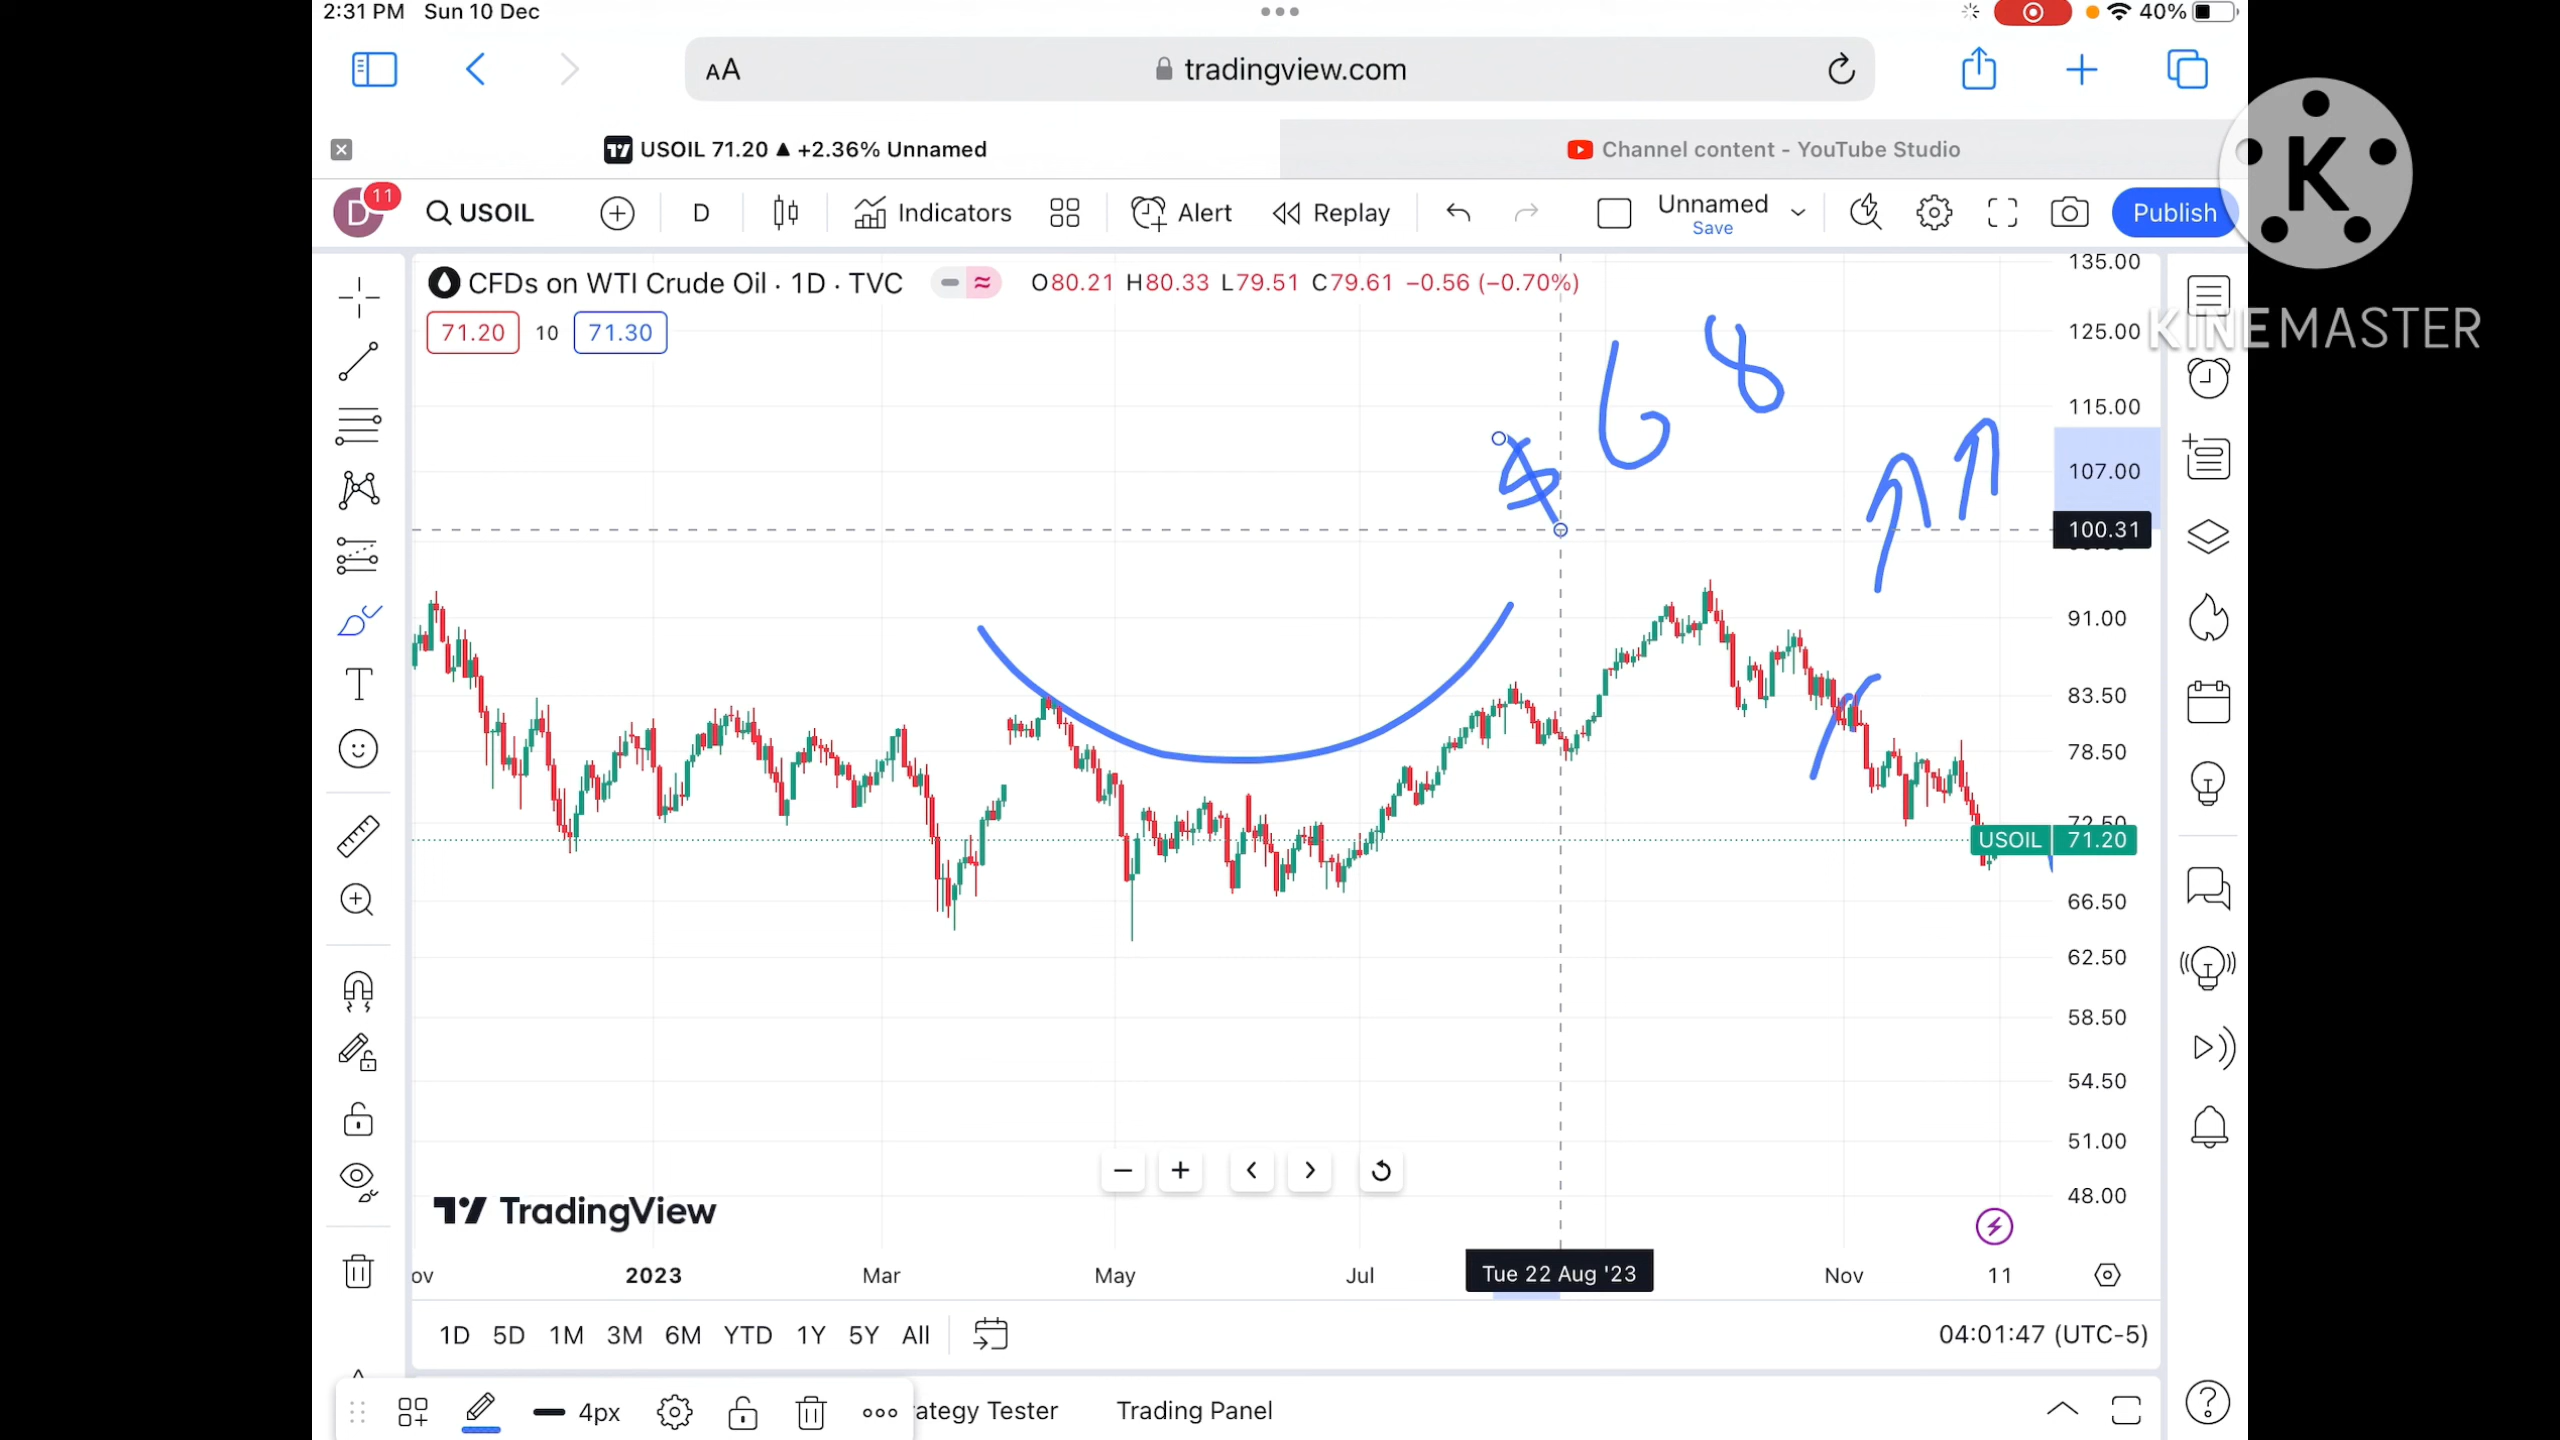 2:31 PM Sun 10 Dec
40%
AA tradingview.com
USOIL 71.20 ▲ +2.36% Unnamed
Channel content - YouTube Studio
K
KINEMASTER
D 11 USOIL D Indicators Alert Replay Unnamed Save Publish
CFDs on WTI Crude Oil · 1D · TVC O80.21 H80.33 L79.51 C79.61 −0.56 (−0.70%)
71.20 10 71.30
$ 68
135.00
125.00
115.00
107.00
100.31
91.00
83.50
78.50
72.50
USOIL 71.20
66.50
62.50
58.50
54.50
51.00
48.00
TradingView
ov 2023 Mar May Jul Tue 22 Aug '23 Nov 11
1D 5D 1M 3M 6M YTD 1Y 5Y All 04:01:47 (UTC-5)
4px ategy Tester Trading Panel